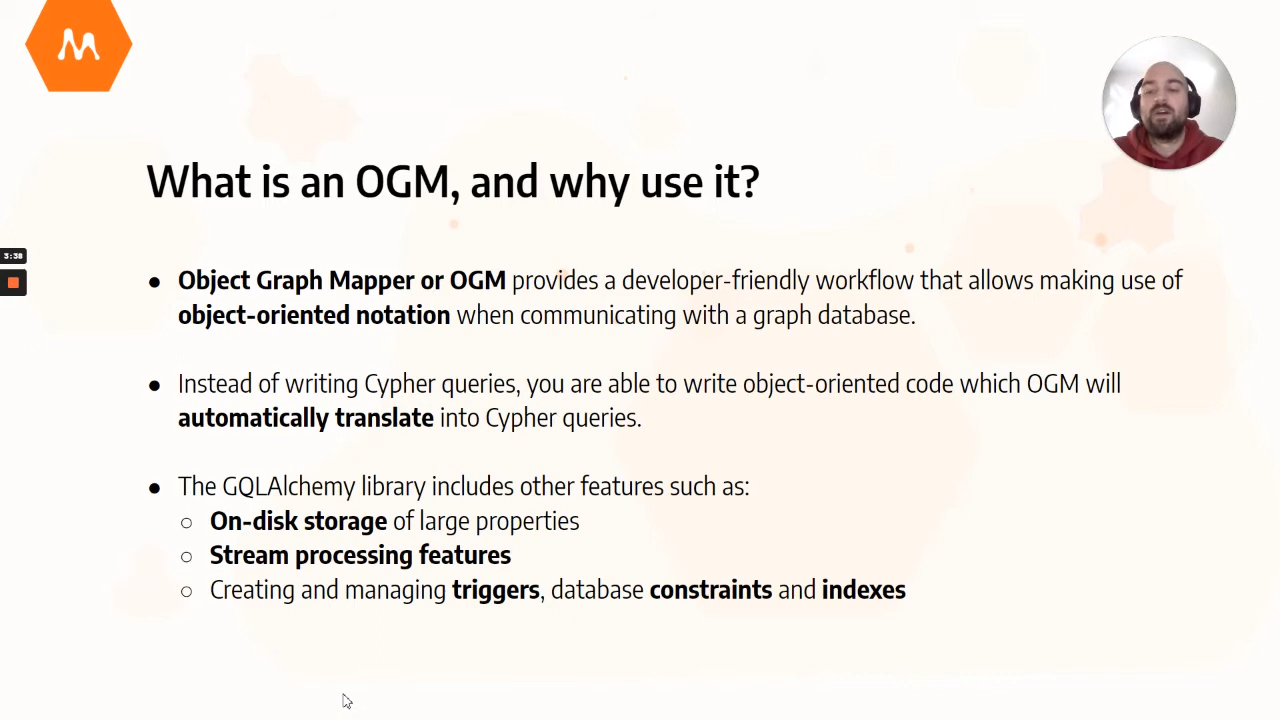 What is an OGM, and why use it?
3:38
● Object Graph Mapper or OGM provides a developer-friendly workflow that allows making use of
object-oriented notation when communicating with a graph database.
● Instead of writing Cypher queries, you are able to write object-oriented code which OGM will
automatically translate into Cypher queries.
● The GQLAlchemy library includes other features such as:
○ On-disk storage of large properties
○ Stream processing features
○ Creating and managing triggers, database constraints and indexes